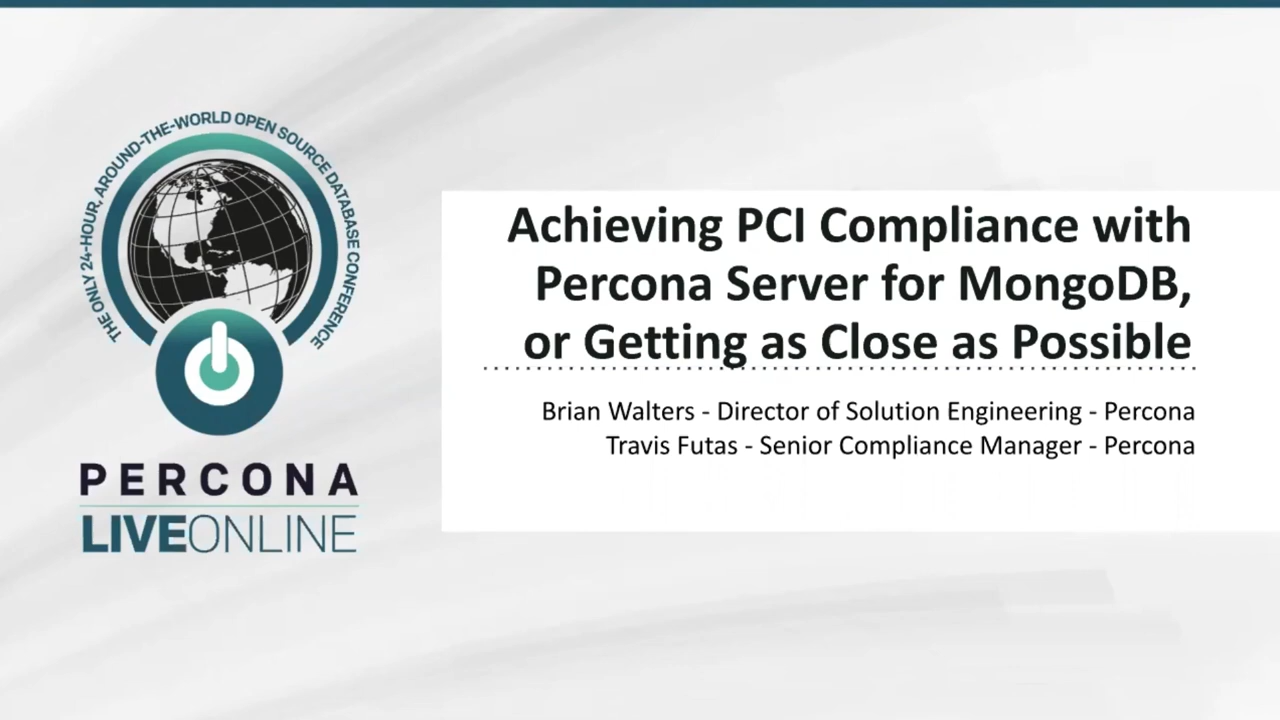 THE ONLY 24-HOUR, AROUND-THE-WORLD OPEN SOURCE DATABASE CONFERENCE
PERCONA
LIVEONLINE
Achieving PCI Compliance with
Percona Server for MongoDB,
or Getting as Close as Possible
Brian Walters - Director of Solution Engineering - Percona
Travis Futas - Senior Compliance Manager - Percona